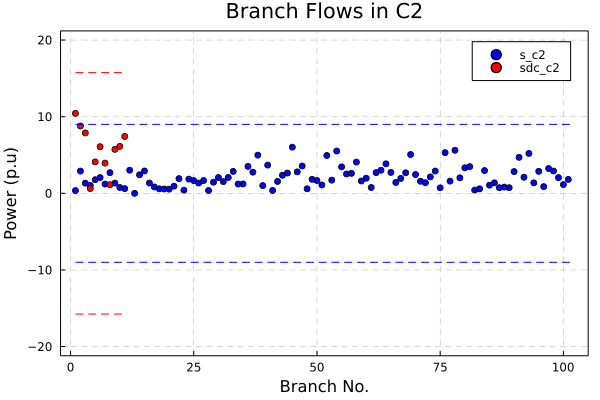 Branch Flows in C2
20
10
0
−10
−20
Power (p.u)
s_c2
sdc_c2
0 25 50 75 100
Branch No.